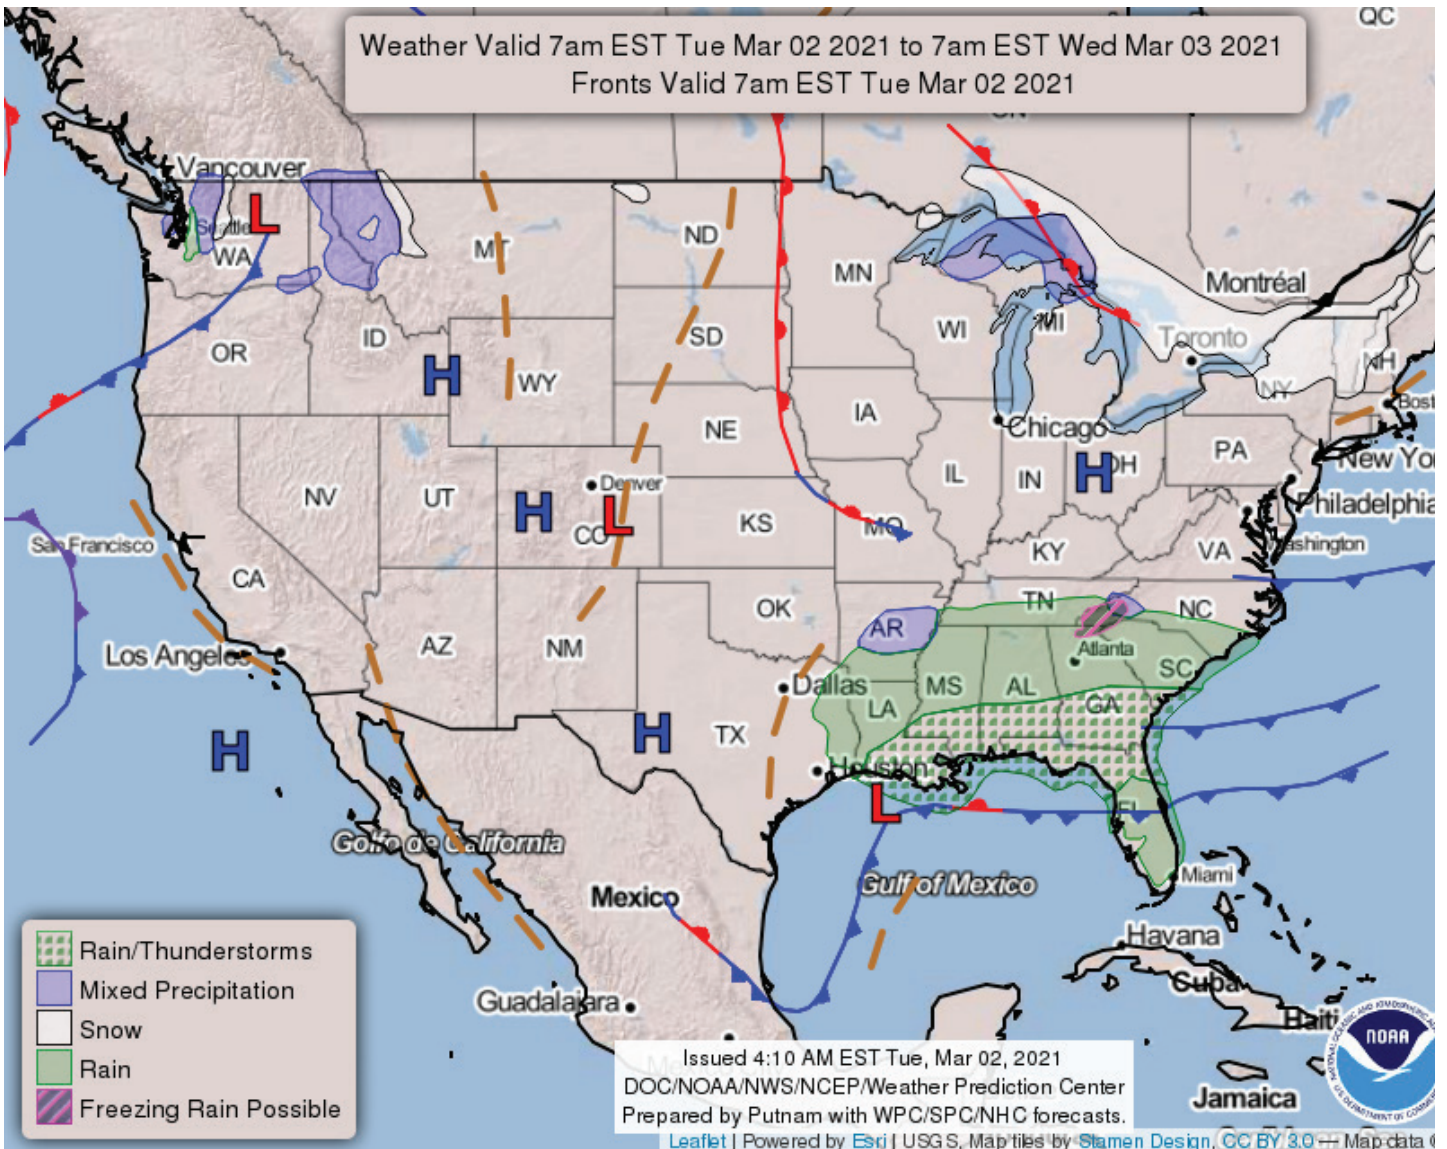 Weather Valid 7am EST Tue Mar 02 2021 to 7am EST Wed Mar 03 2021
Fronts Valid 7am EST Tue Mar 02 2021
QC
ON
Vancouver
L
Seattle
WA
MT
ND
MN
Montréal
OR
ID
H
WY
SD
WI
MI
Toronto
NH
NY
IA
NE
Chicago
Bost
NV
UT
H
Denver
L
CO
KS
MO
IL
IN
H
OH
PA
New Yo
Philadelphia
San Francisco
CA
KY
VA
Washington
OK
TN
NC
Los Angeles
AZ
NM
AR
Atlanta
SC
Dallas
MS
AL
GA
LA
H
H
TX
Houston
L
FL
Golfo de California
Mexico
Gulf of Mexico
Miami
Havana
Cuba
Guadalajara
Haiti
Mexico City
Jamaica
Rain/Thunderstorms
Mixed Precipitation
Snow
Rain
Freezing Rain Possible
NOAA
Issued 4:10 AM EST Tue, Mar 02, 2021
DOC/NOAA/NWS/NCEP/Weather Prediction Center
Prepared by Putnam with WPC/SPC/NHC forecasts.
Leaflet | Powered by Esri | USGS, Map tiles by Stamen Design, CC BY 3.0 — Map data ©